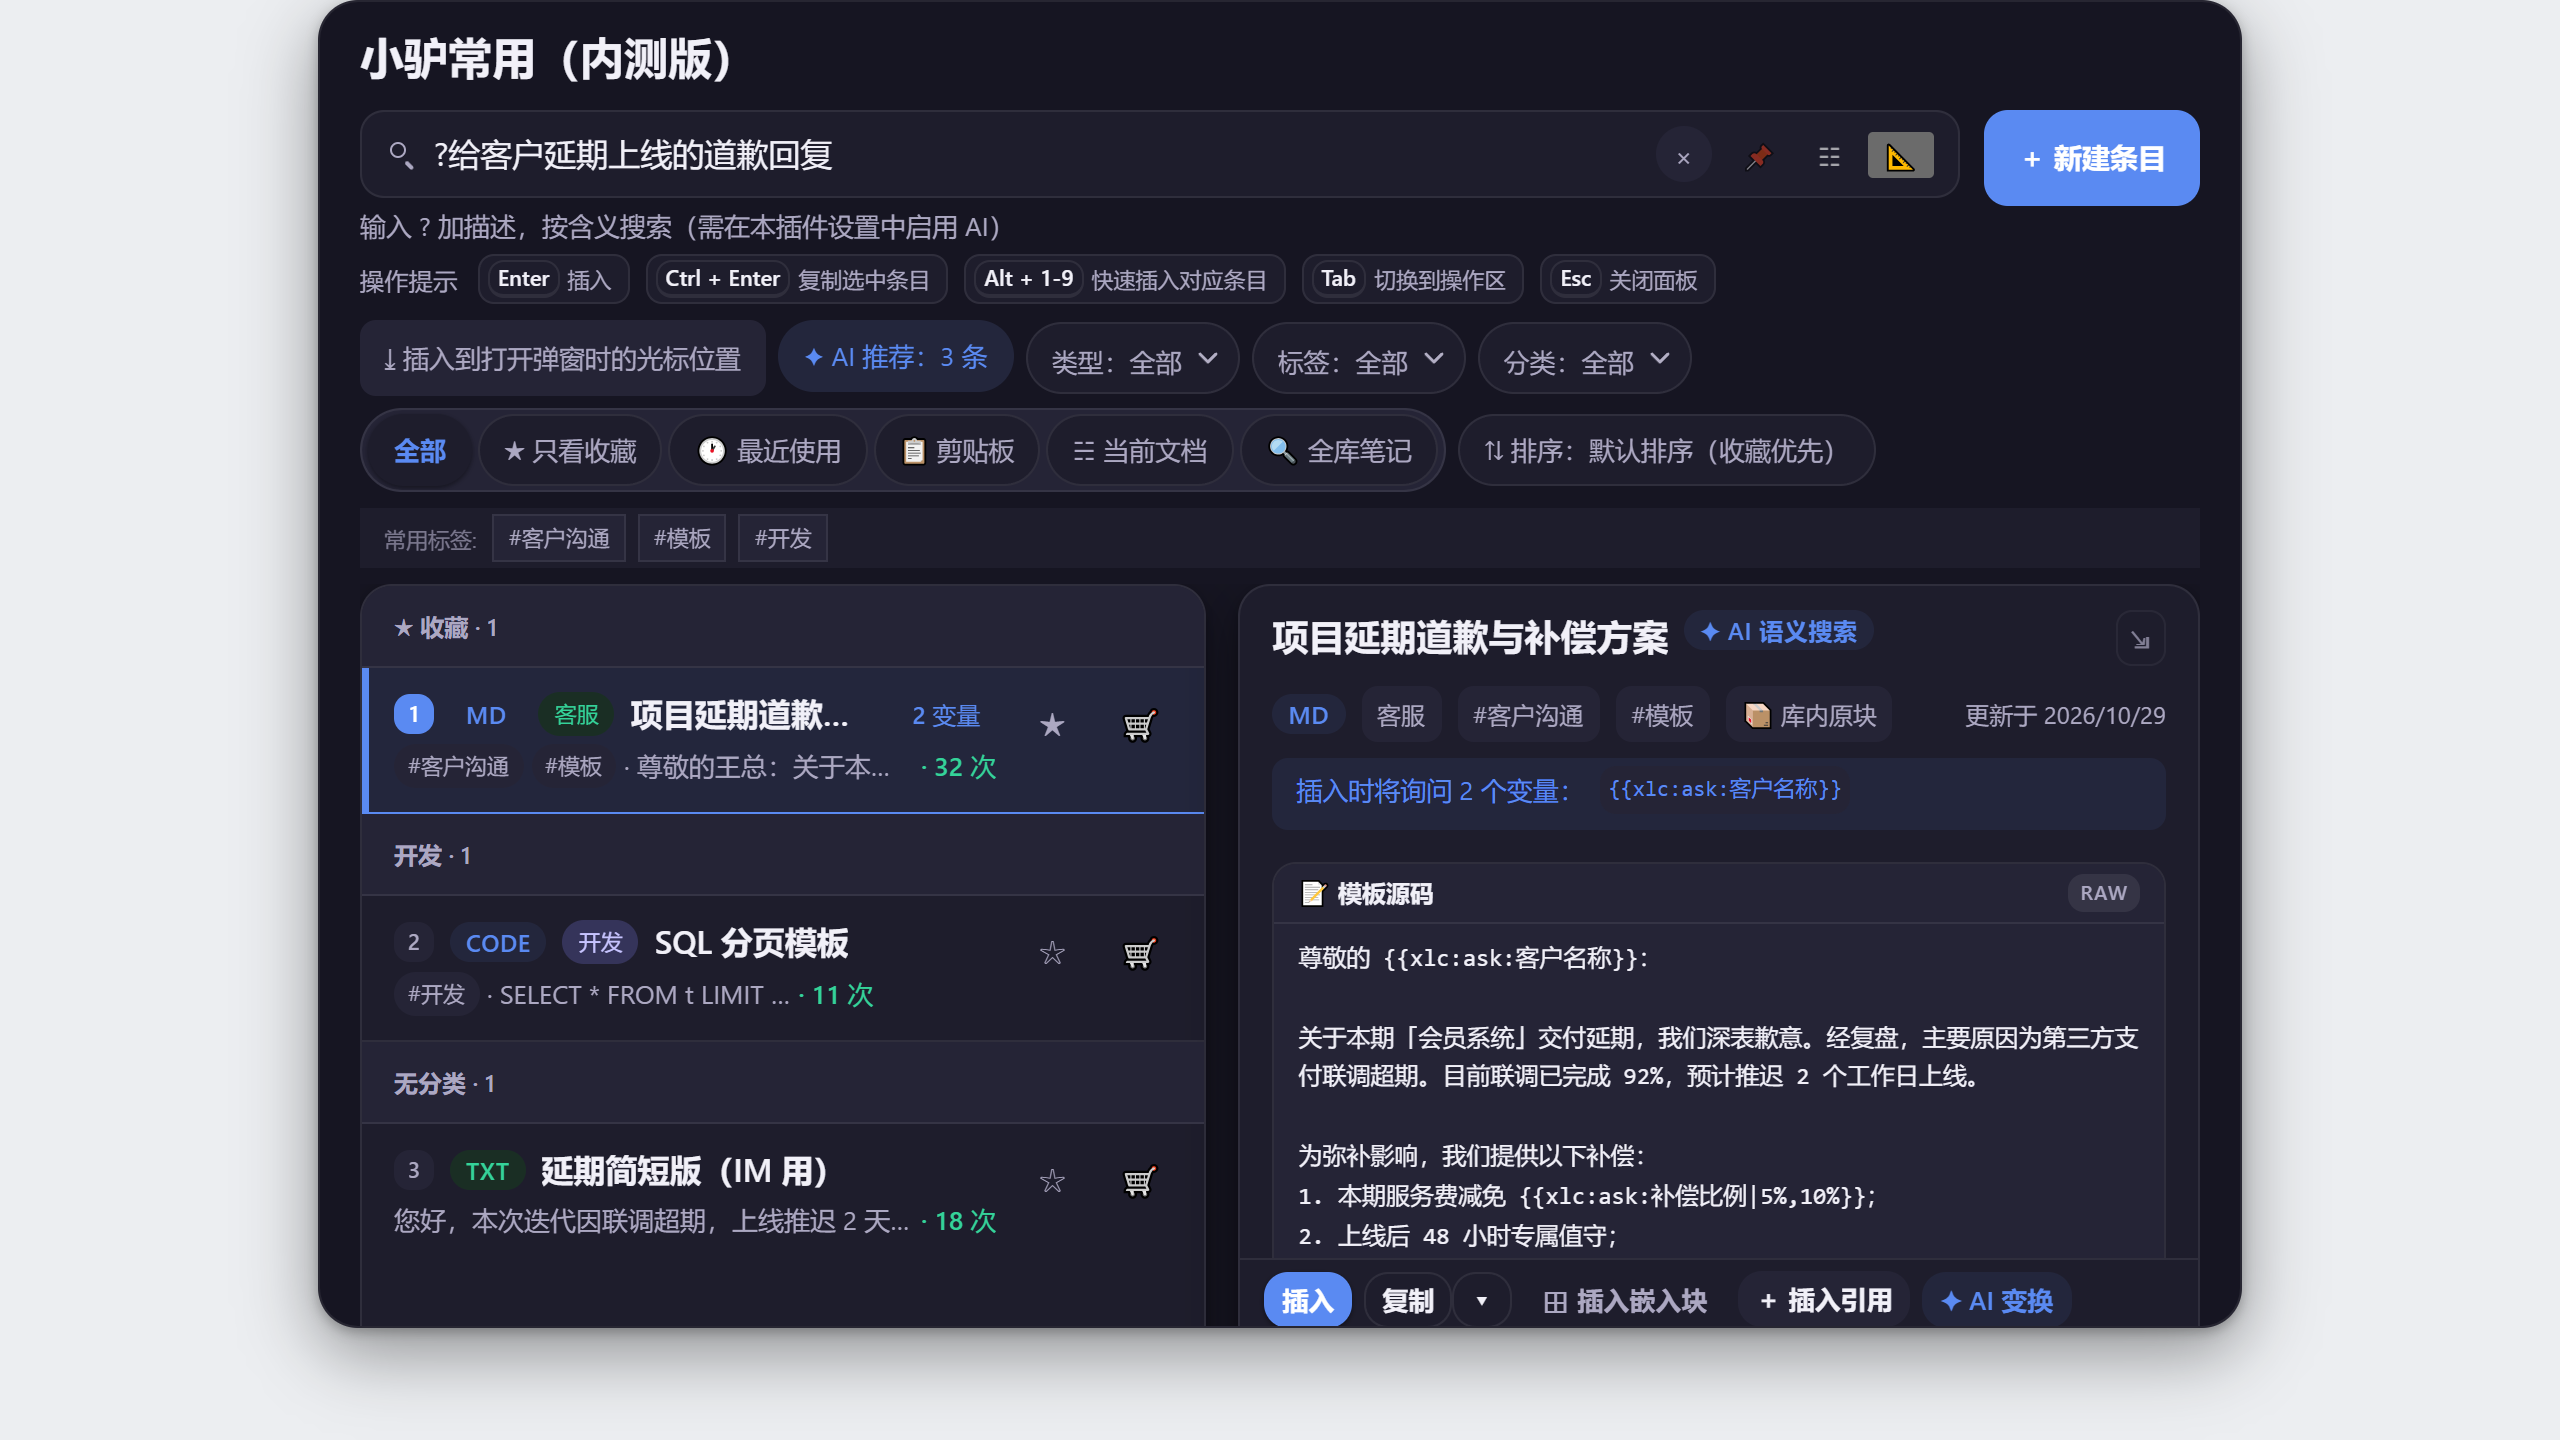 小驴常用（内测版）
?给客户延期上线的道歉回复
+ 新建条目
输入 ? 加描述，按含义搜索（需在本插件设置中启用 AI）
操作提示 Enter 插入 Ctrl + Enter 复制选中条目 Alt + 1-9 快速插入对应条目 Tab 切换到操作区 Esc 关闭面板
⤓插入到打开弹窗时的光标位置 ✦ AI 推荐：3 条 类型：全部 标签：全部 分类：全部
全部 ★ 只看收藏 最近使用 剪贴板 当前文档 全库笔记 ⇅ 排序：默认排序（收藏优先）
常用标签: #客户沟通 #模板 #开发
★ 收藏 · 1
1 MD 客服 项目延期道歉... 2 变量
#客户沟通 #模板 · 尊敬的王总：关于本... · 32 次
开发 · 1
2 CODE 开发 SQL 分页模板
#开发 · SELECT * FROM t LIMIT ... · 11 次
无分类 · 1
3 TXT 延期简短版（IM 用）
您好，本次迭代因联调超期，上线推迟 2 天... · 18 次
项目延期道歉与补偿方案 ✦ AI 语义搜索
MD 客服 #客户沟通 #模板 库内原块 更新于 2026/10/29
插入时将询问 2 个变量： {{xlc:ask:客户名称}}
模板源码 RAW
尊敬的 {{xlc:ask:客户名称}}：
关于本期「会员系统」交付延期，我们深表歉意。经复盘，主要原因为第三方支
付联调超期。目前联调已完成 92%，预计推迟 2 个工作日上线。
为弥补影响，我们提供以下补偿：
1. 本期服务费减免 {{xlc:ask:补偿比例|5%,10%}}；
2. 上线后 48 小时专属值守；
插入 复制 ▾ 插入嵌入块 + 插入引用 ✦ AI 变换